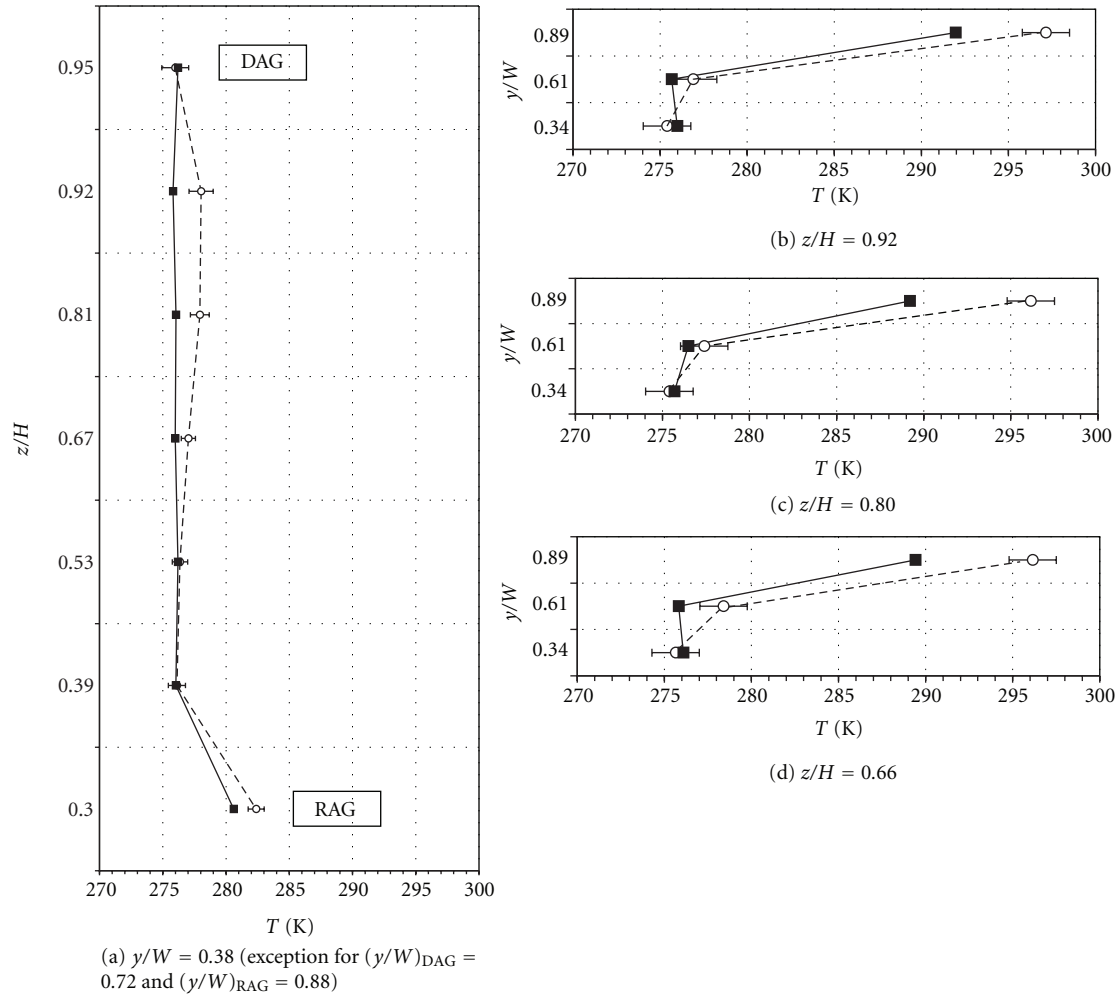 0.95
0.92
0.81
0.67
0.53
0.39
0.3
z/H
DAG
RAG
270 275 280 285 290 295 300
T (K)
(a) y/W = 0.38 (exception for (y/W)DAG =
0.72 and (y/W)RAG = 0.88)
0.89
0.61
0.34
y/W
270 275 280 285 290 295 300
T (K)
(b) z/H = 0.92
0.89
0.61
0.34
y/W
270 275 280 285 290 295 300
T (K)
(c) z/H = 0.80
0.89
0.61
0.34
y/W
270 275 280 285 290 295 300
T (K)
(d) z/H = 0.66